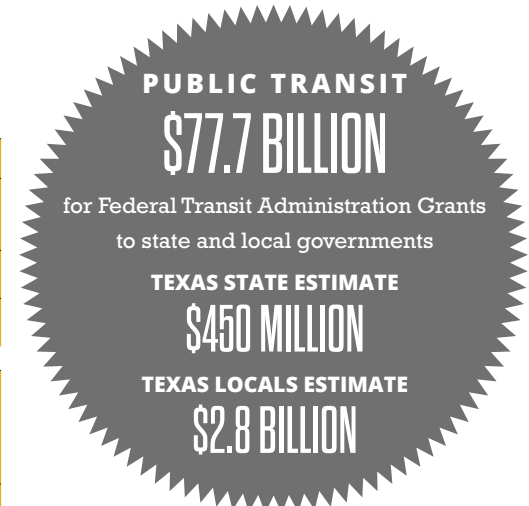 PUBLIC TRANSIT
$77.7 BILLION
for Federal Transit Administration Grants
to state and local governments
TEXAS STATE ESTIMATE
$450 MILLION
TEXAS LOCALS ESTIMATE
$2.8 BILLION